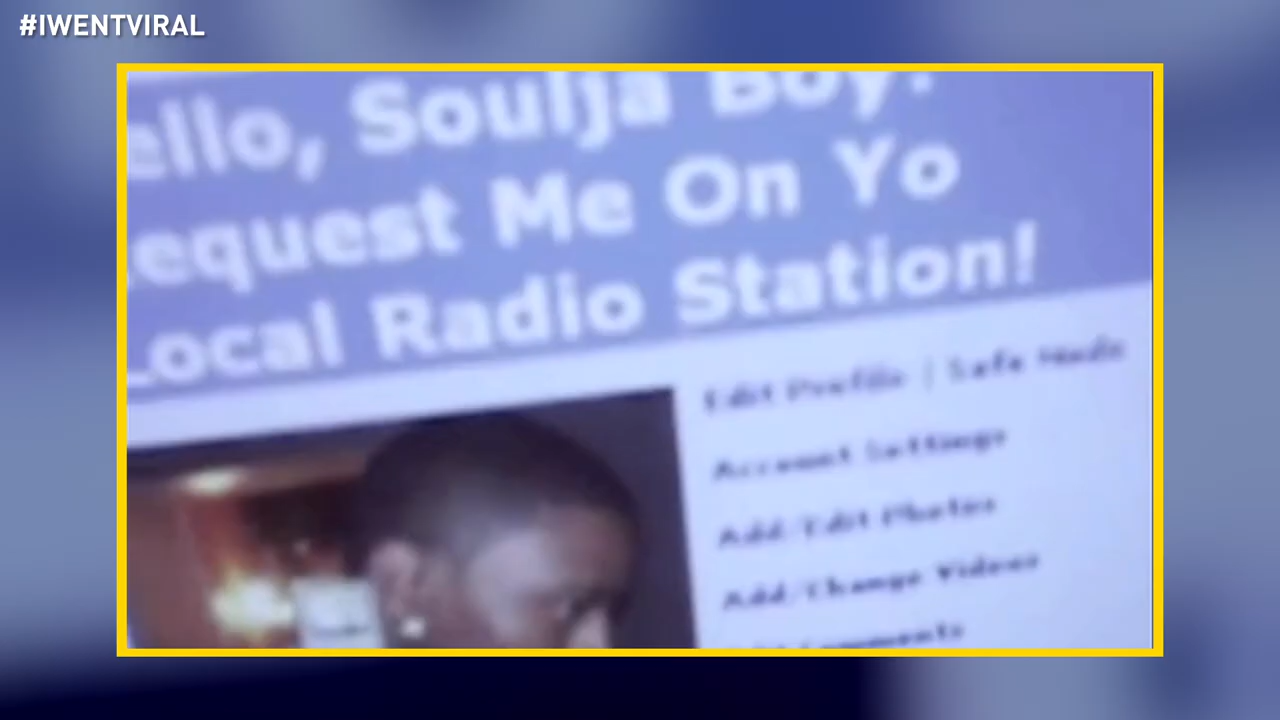 #IWENTVIRAL
ello, Soulja Boy!
equest Me On Yo
Local Radio Station!
Edit Profile | Safe Mode
Account Settings
Add/Edit Photos
Add/Change Videos
Comments